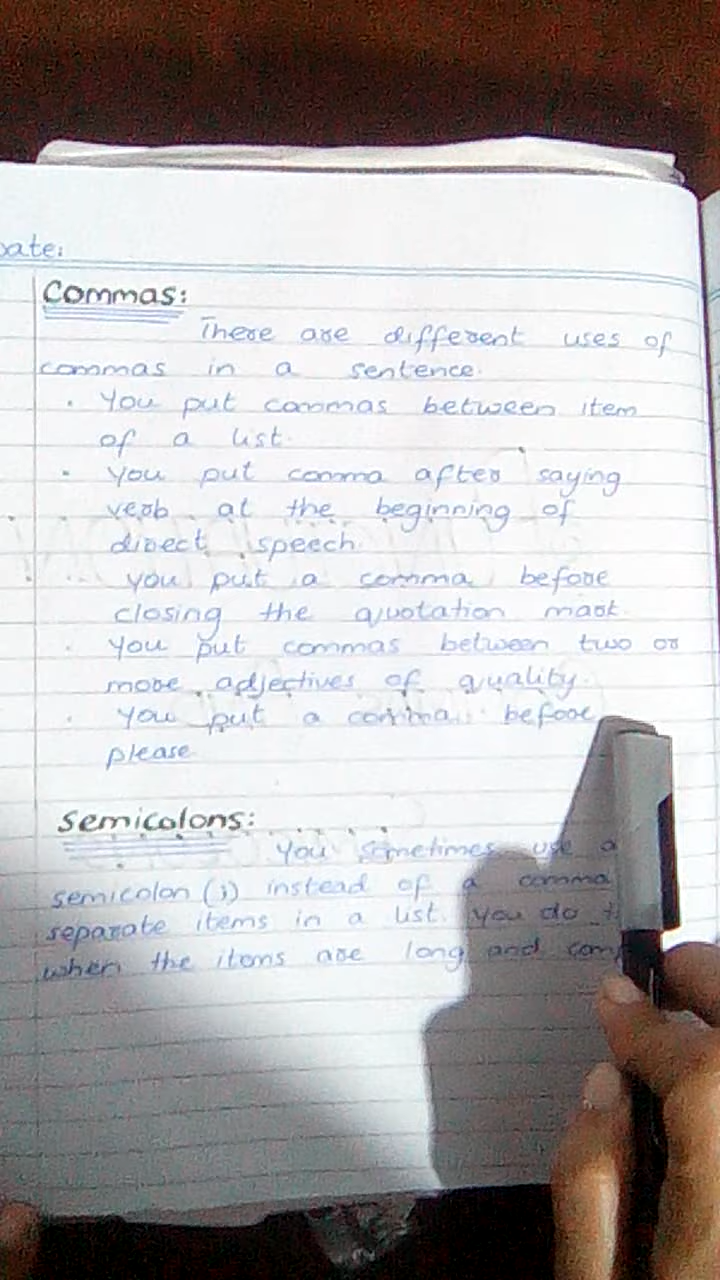 Date:
Commas:
There are different uses of
commas in a sentence.
• You put commas between item
of a list.
• You put comma after saying
verb at the beginning of
direct speech.
You put a comma before
closing the quotation mark.
• You put commas between two or
more adjectives of quality.
• You put a comma before
please.
Semicolons:
You sometimes use a
semicolon (;) instead of a comma
separate items in a list. You do
when the items are long and